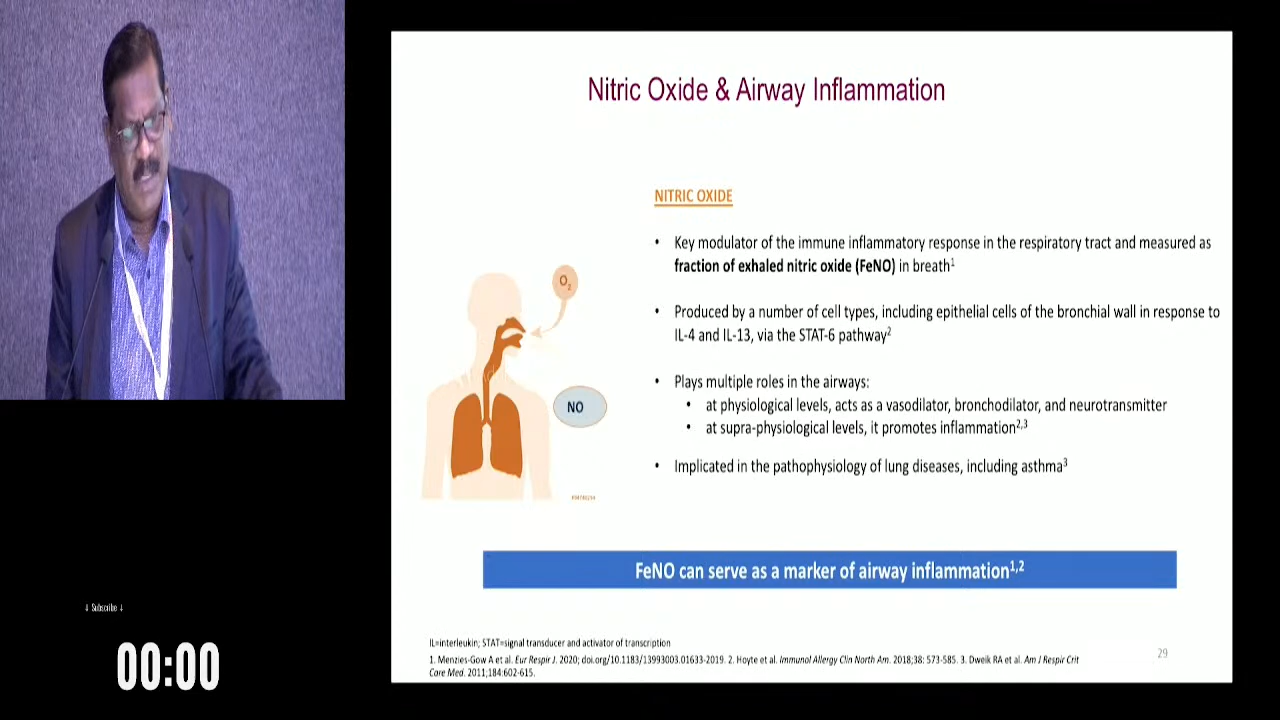 Nitric Oxide & Airway Inflammation
NITRIC OXIDE
• Key modulator of the immune inflammatory response in the respiratory tract and measured as
fraction of exhaled nitric oxide (FeNO) in breath1
• Produced by a number of cell types, including epithelial cells of the bronchial wall in response to
IL-4 and IL-13, via the STAT-6 pathway2
• Plays multiple roles in the airways:
• at physiological levels, acts as a vasodilator, bronchodilator, and neurotransmitter
• at supra-physiological levels, it promotes inflammation2,3
• Implicated in the pathophysiology of lung diseases, including asthma3
O2
NO
FeNO can serve as a marker of airway inflammation1,2
IL=interleukin; STAT=signal transducer and activator of transcription
1. Menzies-Gow A et al. Eur Respir J. 2020; doi.org/10.1183/13993003.01633-2019. 2. Hoyte et al. Immunol Allergy Clin North Am. 2018;38: 573-585. 3. Dweik RA et al. Am J Respir Crit
Care Med. 2011;184:602-615.
29
↓ Subscribe ↓
00:00